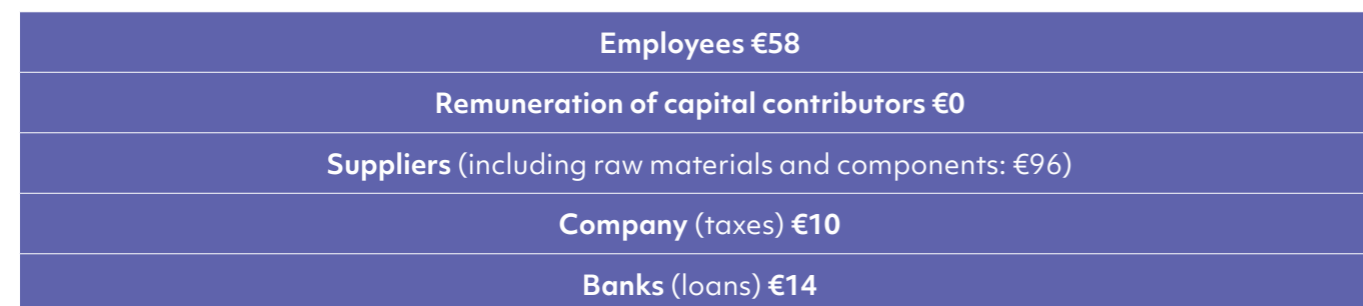 Employees €58
Remuneration of capital contributors €0
Suppliers (including raw materials and components: €96)
Company (taxes) €10
Banks (loans) €14